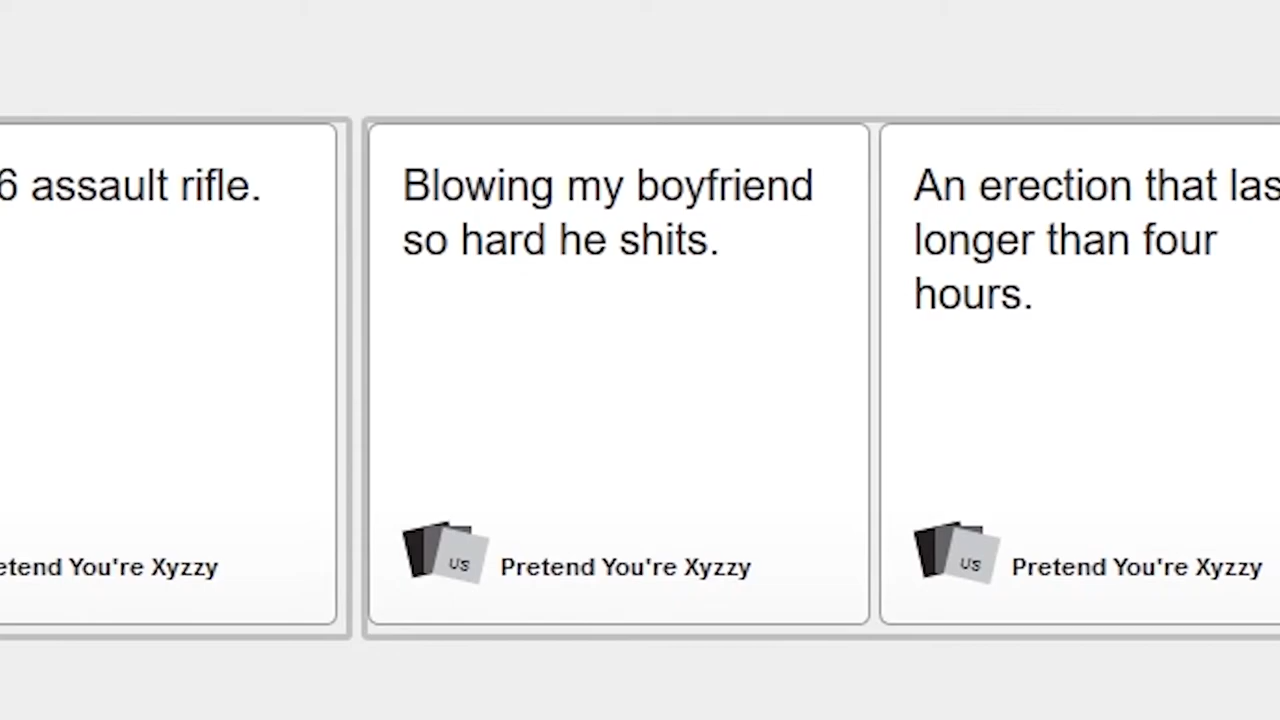 6 assault rifle.
Blowing my boyfriend
so hard he shits.
An erection that las
longer than four
hours.
etend You're Xyzzy
US Pretend You're Xyzzy
US Pretend You're Xyzzy